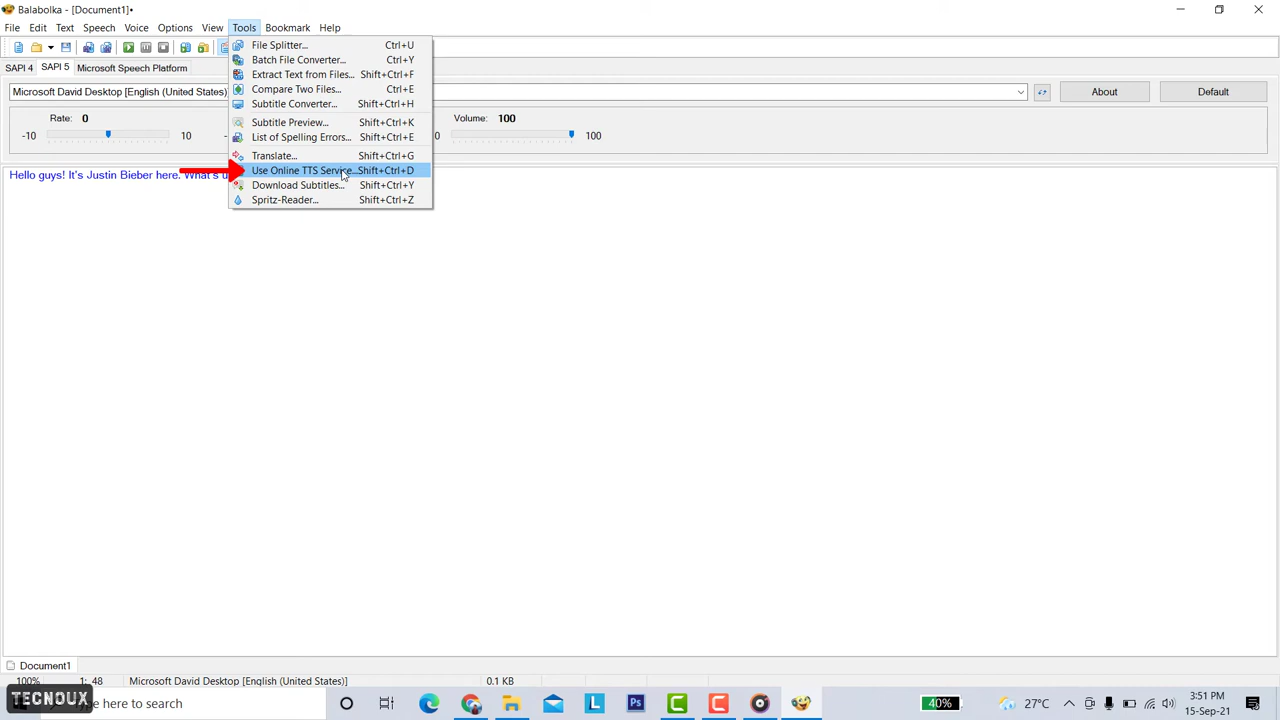 Balabolka - [Document1]•
File Edit Text Speech Voice Options View Tools Bookmark Help
File Splitter... Ctrl+U
Batch File Converter... Ctrl+Y
Extract Text from Files... Shift+Ctrl+F
Compare Two Files... Ctrl+E
Subtitle Converter... Shift+Ctrl+H
Subtitle Preview... Shift+Ctrl+K
List of Spelling Errors... Shift+Ctrl+E
Translate... Shift+Ctrl+G
Use Online TTS Service... Shift+Ctrl+D
Download Subtitles... Shift+Ctrl+Y
Spritz-Reader... Shift+Ctrl+Z
SAPI 4 SAPI 5 Microsoft Speech Platform
Microsoft David Desktop [English (United States) About Default
Rate: 0 Volume: 100
-10 10 0 100
Hello guys! It's Justin Bieber here. What's u
Document1
100% 1: 48 Microsoft David Desktop [English (United States)] 0.1 KB
TECNOUX
here to search
L
Ps
40%
27°C
3:51 PM
15-Sep-21